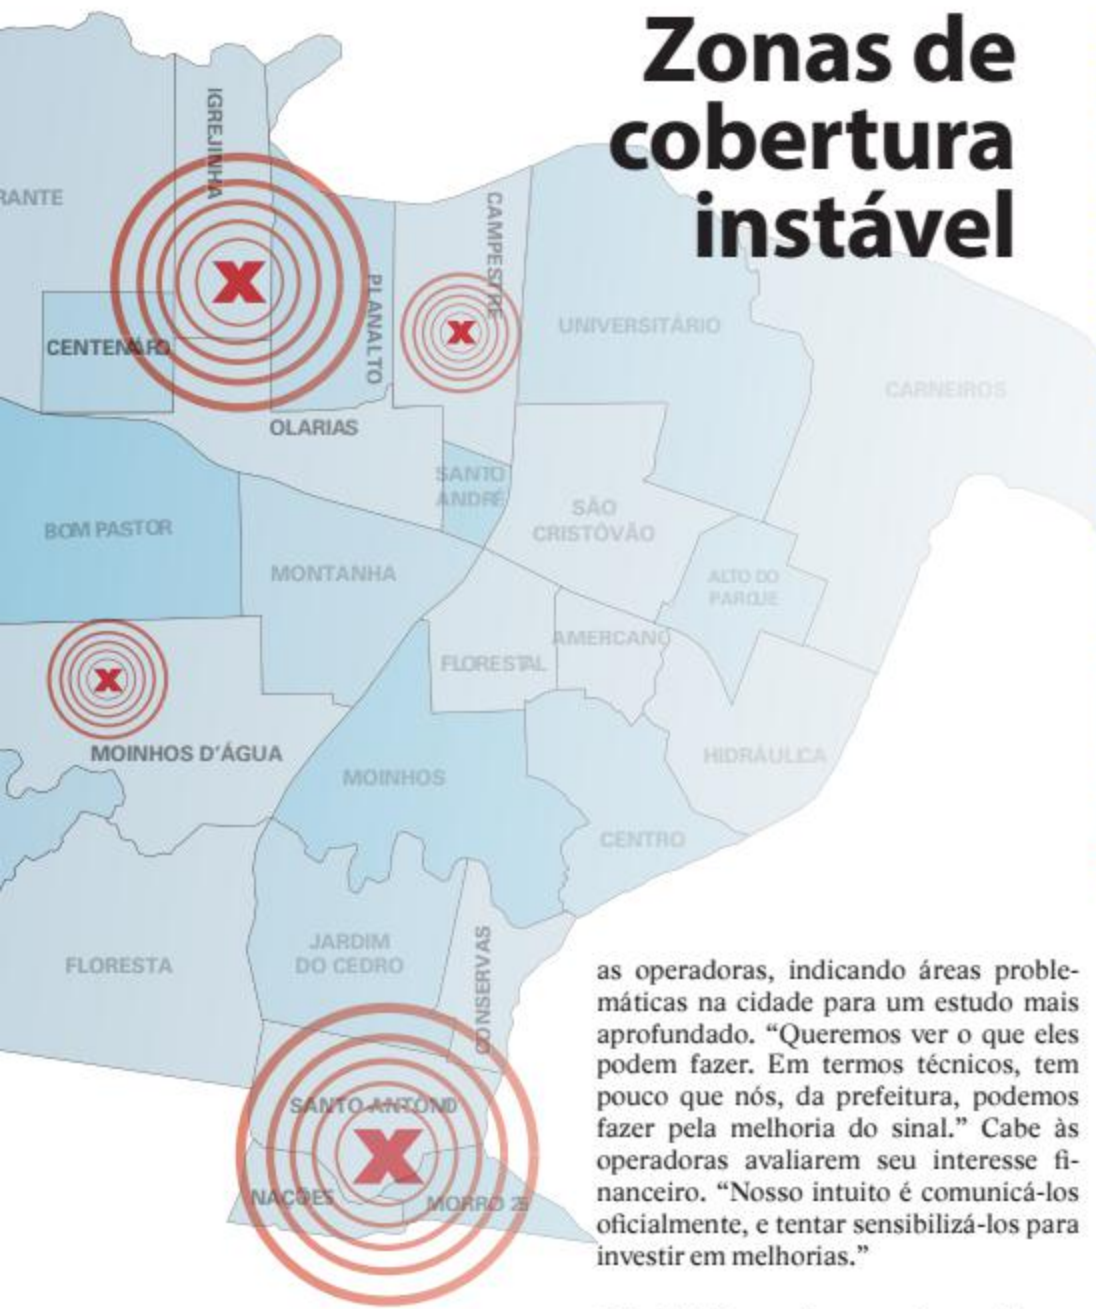 Zonas de
cobertura
instável
IGREJINHA
RANTE
CAMPESTRE
PLANALTO
UNIVERSITÁRIO
CENTENÁRIO
CARNEIROS
OLARIAS
SANTO
ANDRÉ
SÃO
CRISTÓVÃO
BOM PASTOR
MONTANHA
ALTO DO
PARQUE
AMERCANO
FLORESTAL
MOINHOS D'ÁGUA
HIDRÁULICA
MOINHOS
CENTRO
JARDIM
DO CEDRO
FLORESTA
CONSERVAS
SANTO ANTÔNIO
NAÇÕES
MORRO 25
as operadoras, indicando áreas proble-
máticas na cidade para um estudo mais
aprofundado. “Queremos ver o que eles
podem fazer. Em termos técnicos, tem
pouco que nós, da prefeitura, podemos
fazer pela melhoria do sinal.” Cabe às
operadoras avaliarem seu interesse fi-
nanceiro. “Nosso intuito é comunicá-los
oficialmente, e tentar sensibilizá-los para
investir em melhorias.”